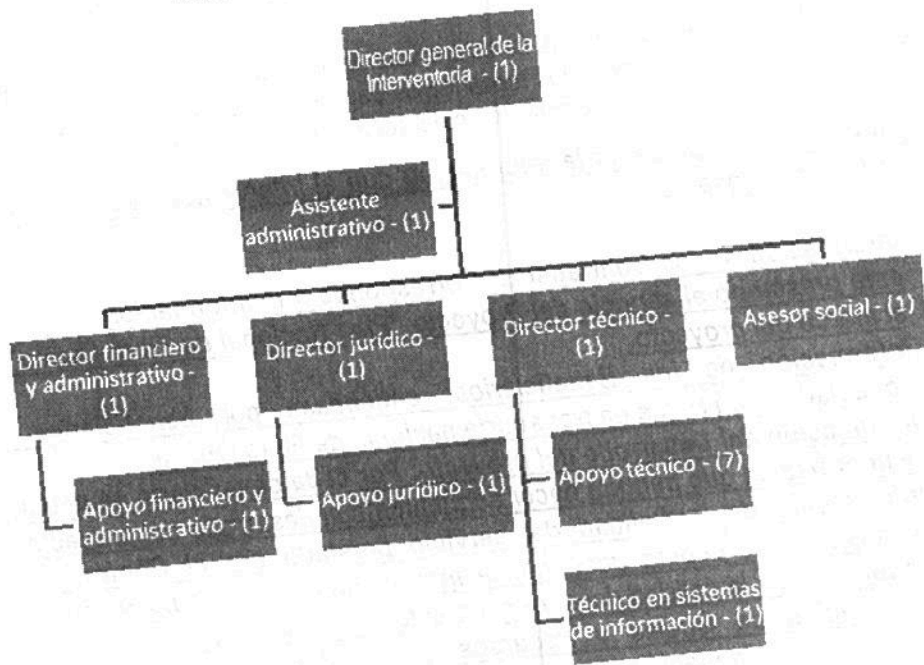 Director general de la
Interventoría - (1)
Asistente
administrativo - (1)
Director financiero
y administrativo -
(1)
Director jurídico -
(1)
Director técnico -
(1)
Asesor social - (1)
Apoyo financiero y
administrativo - (1)
Apoyo jurídico - (1)
Apoyo técnico - (7)
Técnico en sistemas
de información - (1)